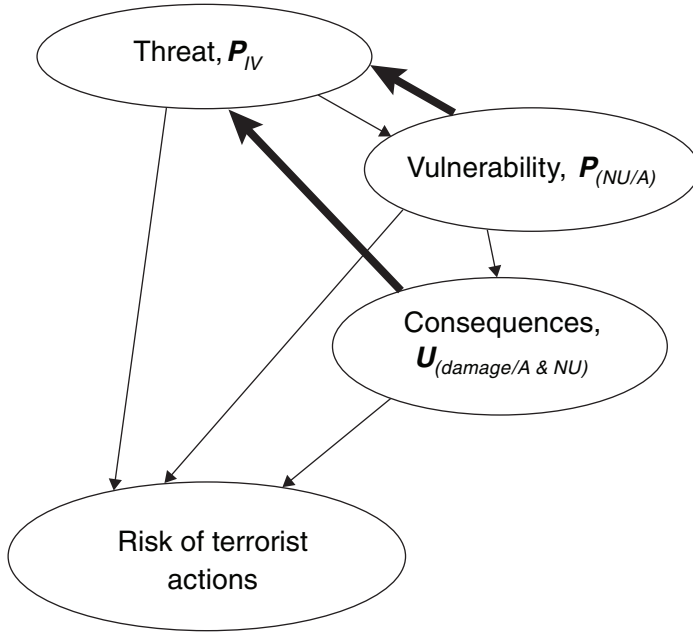 Threat, P_IV
Vulnerability, P_(NU/A)
Consequences,
U_(damage/A & NU)
Risk of terrorist
actions